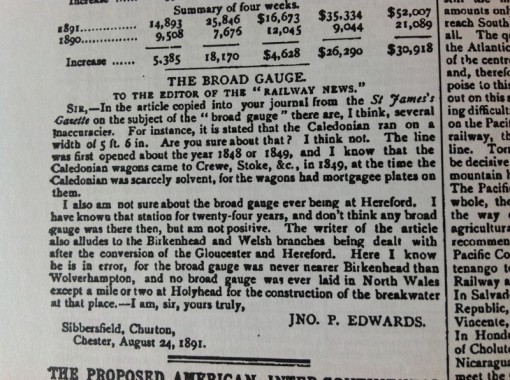 Summary of four weeks.
1891............... 14,893 25,846 $16,673 $35,334 $52,007
1890............... 9,508 7,676 12,045 9,044 21,089
Increase ...... 5,385 18,170 $4,628 $26,290 $30,918
THE BROAD GAUGE.
TO THE EDITOR OF THE "RAILWAY NEWS."
SIR,—In the article copied into your journal from the St James's
Gazette on the subject of the "broad gauge" there are, I think, several
inaccuracies. For instance, it is stated that the Caledonian ran on a
width of 5 ft. 6 in. Are you sure about that? I think not. The line
was first opened about the year 1848 or 1849, and I know that the
Caledonian wagons came to Crewe, Stoke, &c., in 1849, at the time the
Caledonian was scarcely solvent, for the wagons had mortgagee plates on
them.
I also am not sure about the broad gauge ever being at Hereford. I
have known that station for twenty-four years, and don't think any broad
gauge was there then, but am not positive. The writer of the article
also alludes to the Birkenhead and Welsh branches being dealt with
after the conversion of the Gloucester and Hereford. Here I know
he is in error, for the broad gauge was never nearer Birkenhead than
Wolverhampton, and no broad gauge was ever laid in North Wales
except a mile or two at Holyhead for the construction of the breakwater
at that place.—I am, sir, yours truly,
JNO. P. EDWARDS.
Sibbersfield, Churton,
Chester, August 24, 1891.
THE PROPOSED AMERICAN
amounts only
reach South
all. The
the Atlantic
of the cent
and, therefo
poise to this
out on this s
ing difficult
on the Pacifi
railway, th
line. Torr
be decisive
mountain
The Pacifi
whole, the
the way
agricultura
recommen
Pacific Co
tenango t
Railway a
In Salvad
Republic,
Vincente,
In Hondu
of Cholut
Nicaragua
meet the